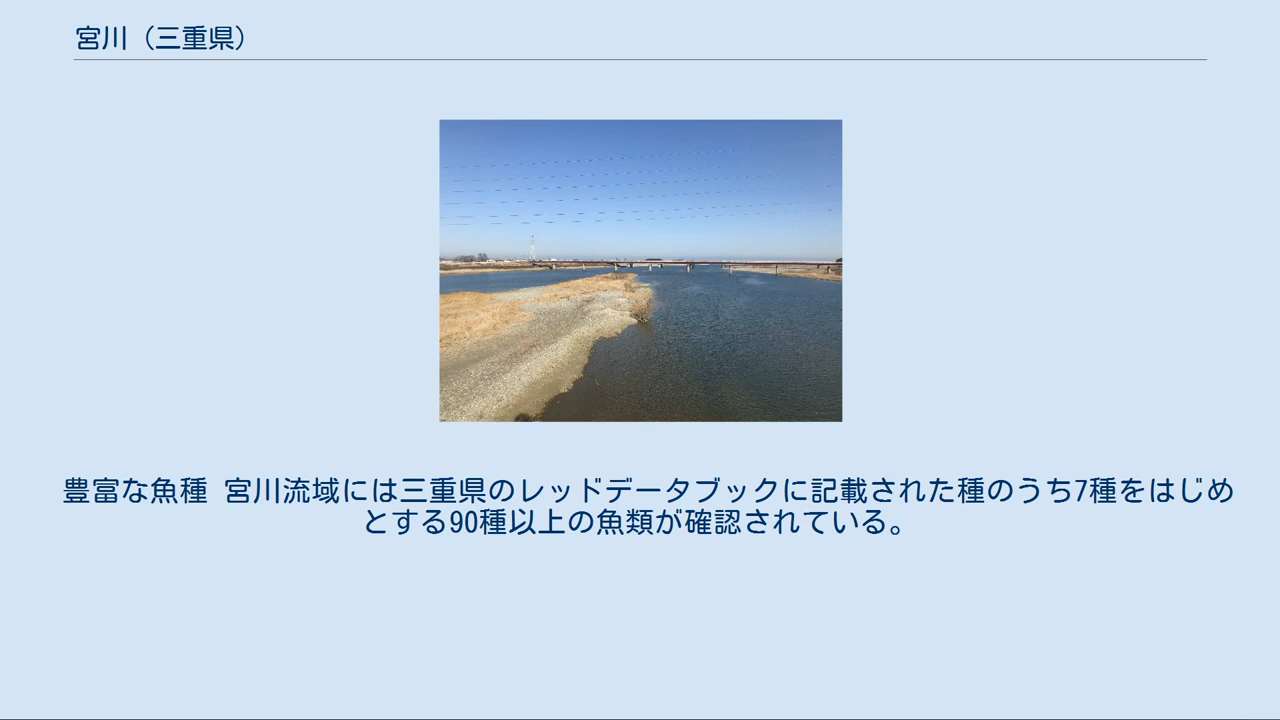 宮川（三重県）
豊富な魚種 宮川流域には三重県のレッドデータブックに記載された種のうち7種をはじめ
とする90種以上の魚類が確認されている。